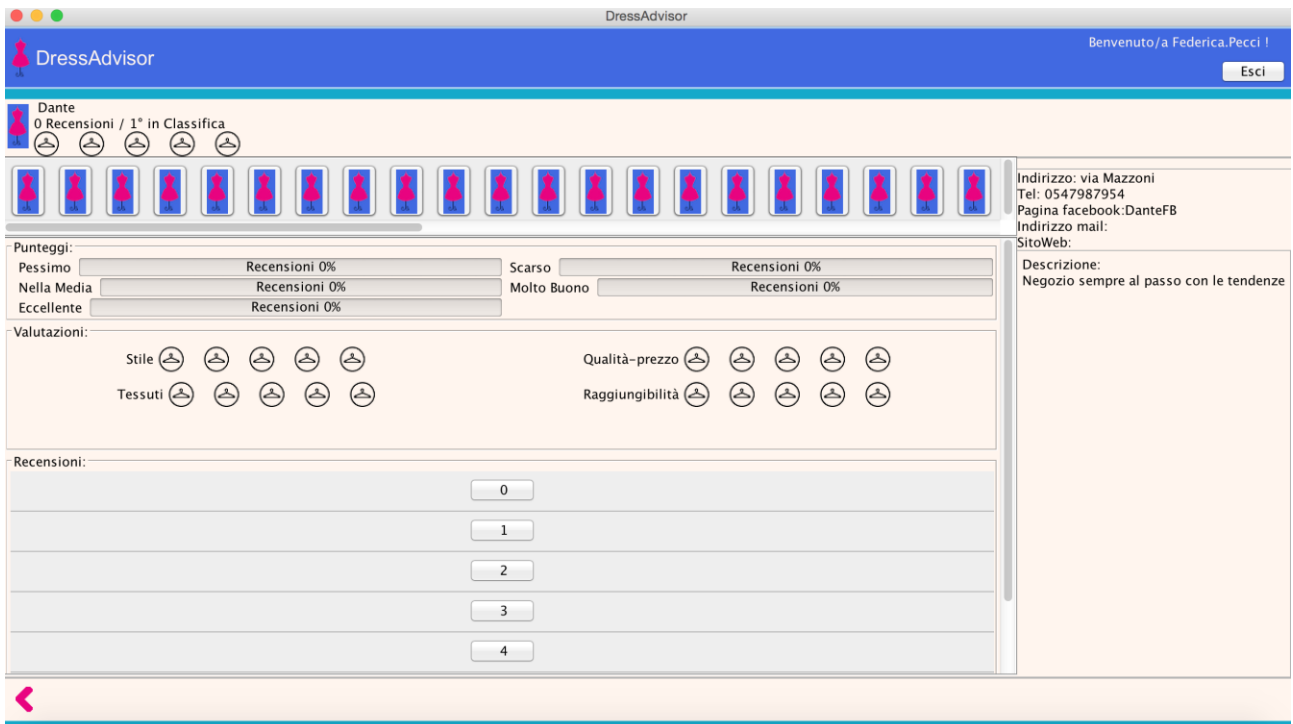 DressAdvisor
Benvenuto/a Federica.Pecci !
DressAdvisor
Esci
Dante
0 Recensioni / 1° in Classifica
Indirizzo: via Mazzoni
Tel: 0547987954
Pagina facebook:DanteFB
Indirizzo mail:
SitoWeb:
Descrizione:
Negozio sempre al passo con le tendenze
Punteggi:
Pessimo Recensioni 0% Scarso Recensioni 0%
Nella Media Recensioni 0% Molto Buono Recensioni 0%
Eccellente Recensioni 0%
Valutazioni:
Stile Qualità-prezzo
Tessuti Raggiungibilità
Recensioni:
0
1
2
3
4